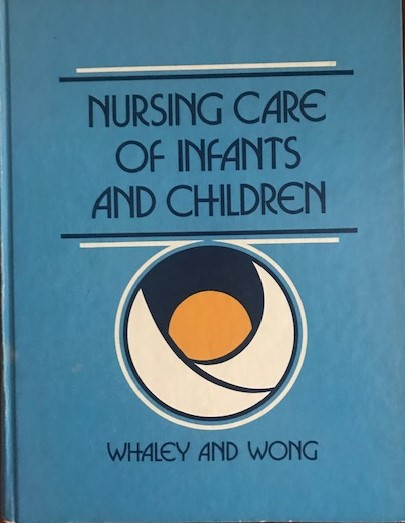 NURSING CARE
OF INFANTS
AND CHILDREN
WHALEY AND WONG